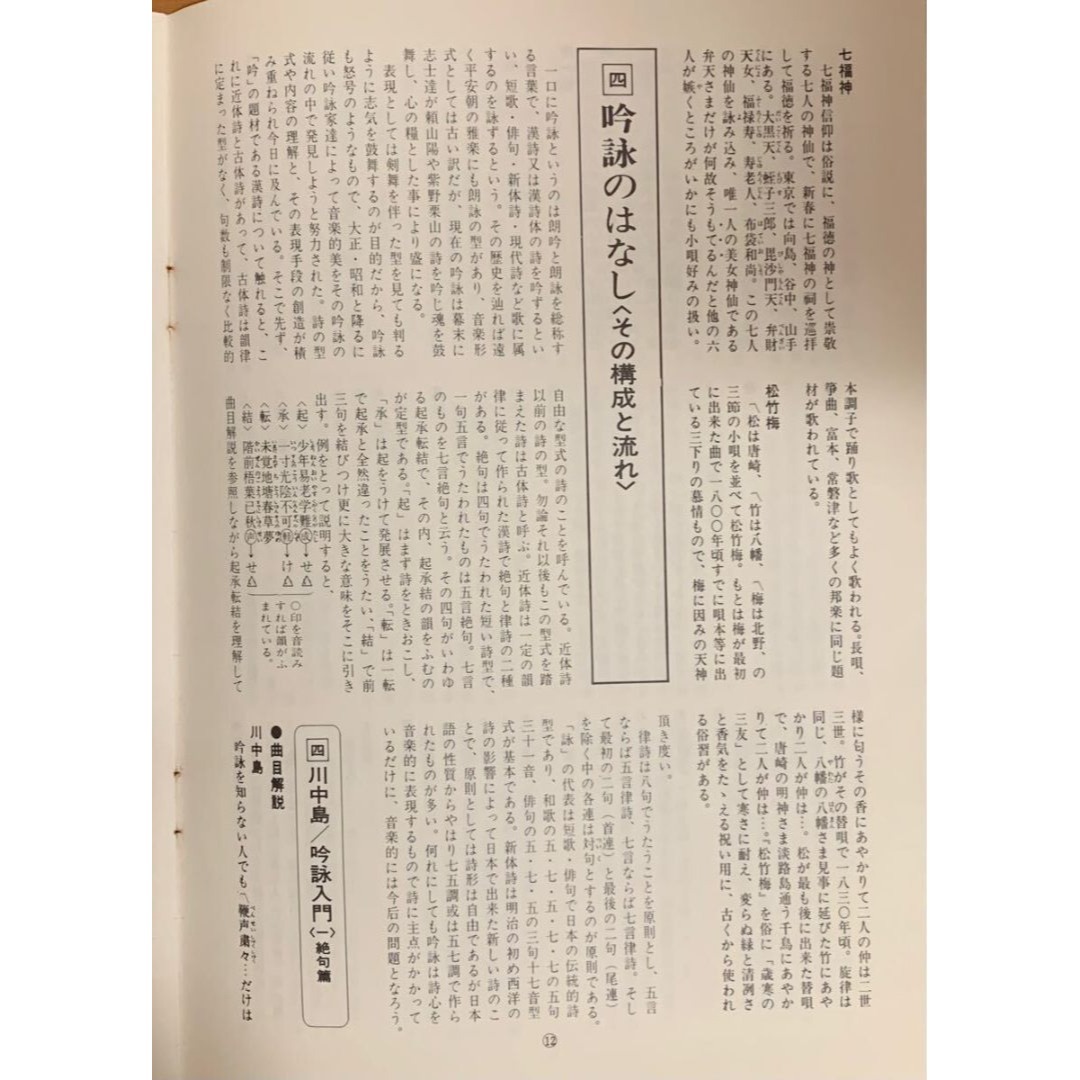 七福神
七福神信仰は俗説に、福徳の神として崇敬
する七人の神仙で、新春に七福神の祠を巡拝
して福徳を祈る。東京では向島、谷中、山手
にある。大黒天、蛭子三郎、毘沙門天、弁財
天女、福禄寿、寿老人、布袋和尚。この七人
の神仙を詠み込み、唯一人の美女神仙である
弁天さまだけが何故そうもてるんだと他の六
人が嫉くところがいかにも小唄好みの扱い。
本調子で踊り歌としてもよく歌われる。長唄、
箏曲、富本、常磐津など多くの邦楽に同じ題
材が歌われている。
松竹梅
〽松は唐崎、〽竹は八幡、〽梅は北野、の
三節の小唄を並べて松竹梅。もとは梅が最初
に出来た曲で一八〇〇年頃すでに唄本等に出
ている三下りの慕情もので、梅に因みの天神
様に匂うその香にあやかりて二人の仲は二世
三世。竹がその替唄で一八三〇年頃。旋律は
同じ、八幡の八幡さま見事に延びた竹にあや
かり二人が仲は…。松が最も後に出来た替唄
で、唐崎の明神さま淡路島通う千鳥にあやか
りて二人が仲は…。『松竹梅』を俗に「歳寒の
三友」として寒さに耐え、変らぬ緑と清冽さ
と香気をたゝえる祝い用に、古くから使われ
る俗習がある。
四 吟詠のはなし〈その構成と流れ〉
一口に吟詠というのは朗吟と朗詠を総称す
る言葉で、漢詩又は漢詩体の詩を吟ずるとい
い、短歌・俳句・新体詩・現代詩など歌に属
するのを詠ずるという。その歴史を辿れば遠
く平安朝の雅楽にも朗詠の型があり、音楽形
式としては古い訳だが、現在の吟詠は幕末に
志士達が頼山陽や紫野栗山の詩を吟じ魂を鼓
舞し、心の糧とした事により盛になる。
表現としては剣舞を伴った型を見ても判る
ように志気を鼓舞するのが目的だから、吟詠
も怒号のようなもので、大正・昭和と降るに
従い吟詠家達によって音楽的美をその吟詠の
流れの中で発見しようと努力された。詩の型
式や内容の理解と、その表現手段の創造が積
み重ねられ今日に及んでいる。そこで先ず、
「吟」の題材である漢詩について触れると、こ
れに近体詩と古体詩があって、古体詩は韻律
に定まった型がなく、句数も制限なく比較的
自由な型式の詩のことを呼んでいる。近体詩
以前の詩の型。勿論それ以後もこの型式を踏
まえた詩は古体詩と呼ぶ。近体詩は一定の韻
律に従って作られた漢詩で絶句と律詩の二種
がある。絶句は四句でうたわれた短い詩型で、
一句五言でうたわれたものは五言絶句。七言
のものを七言絶句と云う。その四句がいわゆ
る起承転結で、その内、起承結の韻をふむの
が定型である。「起」はまず詩をときおこし、
「承」は起をうけて発展させる。「転」は一転
で起承と全然違ったことをうたい、「結」で前
三句を結びつけ更に大きな意味をそこに引き
出す。例をとって説明すると、
〈起〉少年易老学難成→せ△
〈承〉一寸光陰不可軽→け△
〈転〉未覚地塘春草夢
〈結〉階前梧葉已秋声→せ△
○印を音読み
すれば韻がふ
まれている。
曲目解説を参照しながら起承転結を理解して
頂き度い。
律詩は八句でうたうことを原則とし、五言
ならば五言律詩、七言ならば七言律詩。そし
て最初の二句（首連）と最後の二句（尾連）
を除く中の各連は対句とするのが原則である。
「詠」の代表は短歌・俳句で日本の伝統的詩
型であり、和歌の五・七・五・七・七の五句
三十一音、俳句の五・七・五の三句十七音型
式が基本である。新体詩は明治の初め西洋の
詩の影響によって日本で出来た新しい詩のこ
とで、原則としては詩形は自由であるが日本
語の性質からやはり七五調或は五七調で作ら
れたものが多い。何れにしても吟詠は詩心を
音楽的に表現するもので詩に主点がかかって
いるだけに、音楽的には今后の問題となろう。
四 川中島／吟詠入門〈一〉絶句篇
●曲目解説
川中島
吟詠を知らない人でも〽鞭声粛々…だけは
⑫